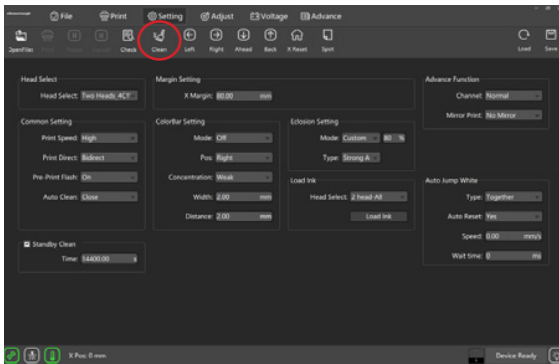 File Print Setting Adjust Voltage Advance
OpenFiles Print Pause Check Clean Left Right Ahead Back X Reset Spot Load Save
Head Select Margin Setting Advance Function
Head Select: Two Heads_4C1 X Margin: 80.00 mm Channel: Normal
Mirror Print: No Mirror
Common Setting ColorBar Setting Eclosion Setting
Print Speed: High Mode: Off Mode: Custom 80 %
Print Direct: Bidirect Pos: Right Type: Strong A
Pre-Print Flash: On Concentration: Weak Load Ink Auto Jump White
Auto Clean: Close Width: 2.00 mm Head Select: 2 head-All Type: Together
Distance: 2.00 mm Load Ink Auto Reset: Yes
Speed: 0.00 mm/s
Standby Clean Wait time: 0 ms
Time: 14400.00 s
X Pos: 0 mm Device Ready